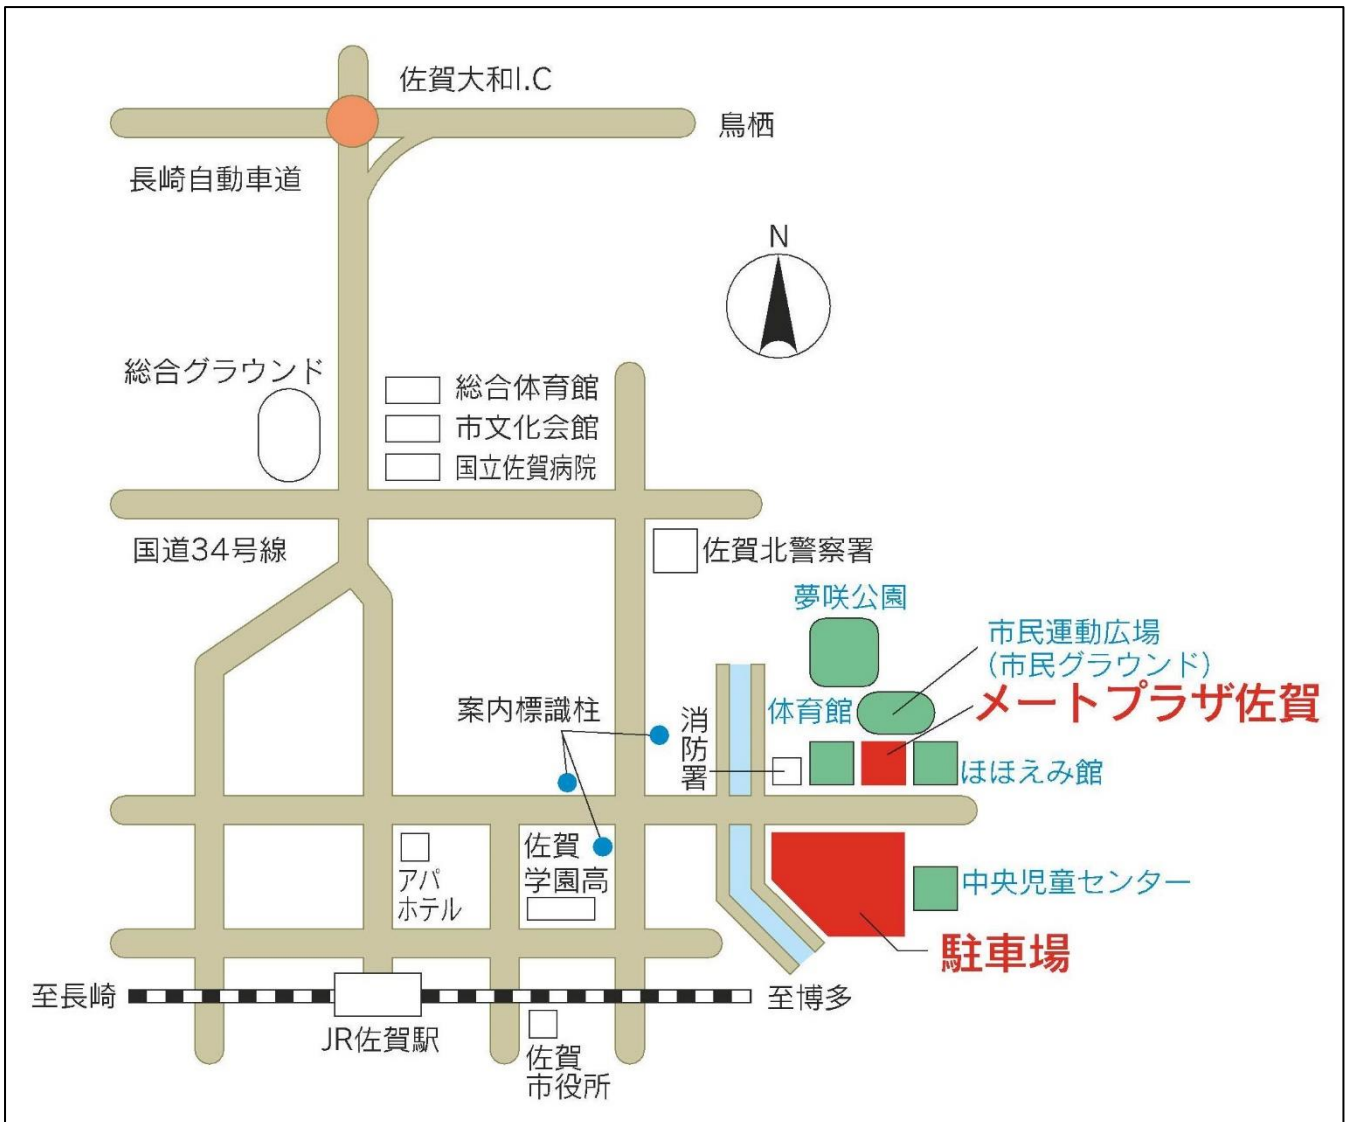 佐賀大和I.C
鳥栖
長崎自動車道
N
総合グラウンド
総合体育館
市文化会館
国立佐賀病院
国道34号線
佐賀北警察署
夢咲公園
市民運動広場
(市民グラウンド)
メートプラザ佐賀
体育館
案内標識柱
消防署
ほほえみ館
佐賀
学園高
アパ
ホテル
中央児童センター
駐車場
至長崎
至博多
JR佐賀駅
佐賀
市役所